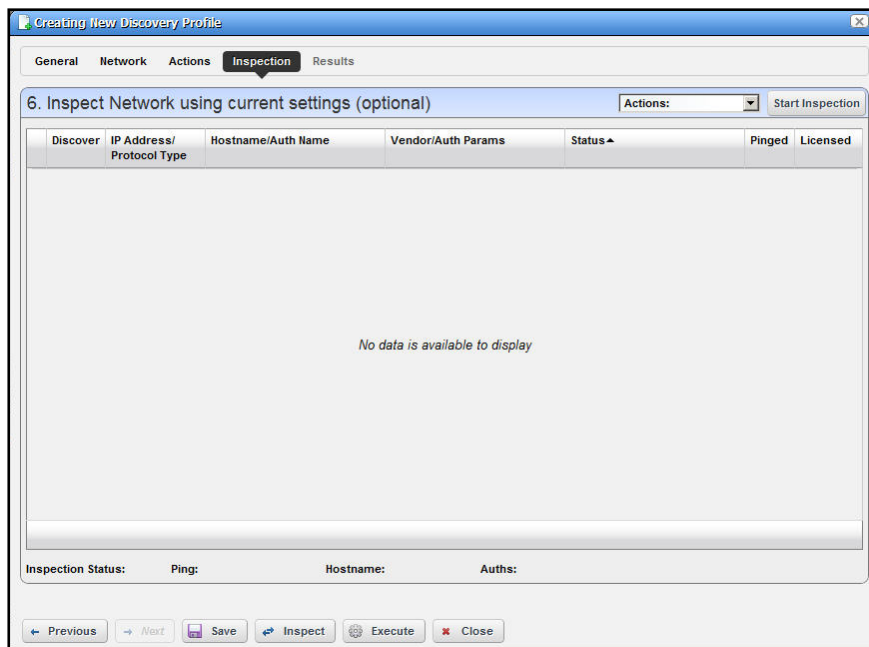 Creating New Discovery Profile
General Network Actions Inspection Results
6. Inspect Network using current settings (optional) Actions: Start Inspection
Discover IP Address/ Hostname/Auth Name Vendor/Auth Params Status Pinged Licensed
Protocol Type
No data is available to display
Inspection Status: Ping: Hostname: Auths:
Previous Next Save Inspect Execute Close